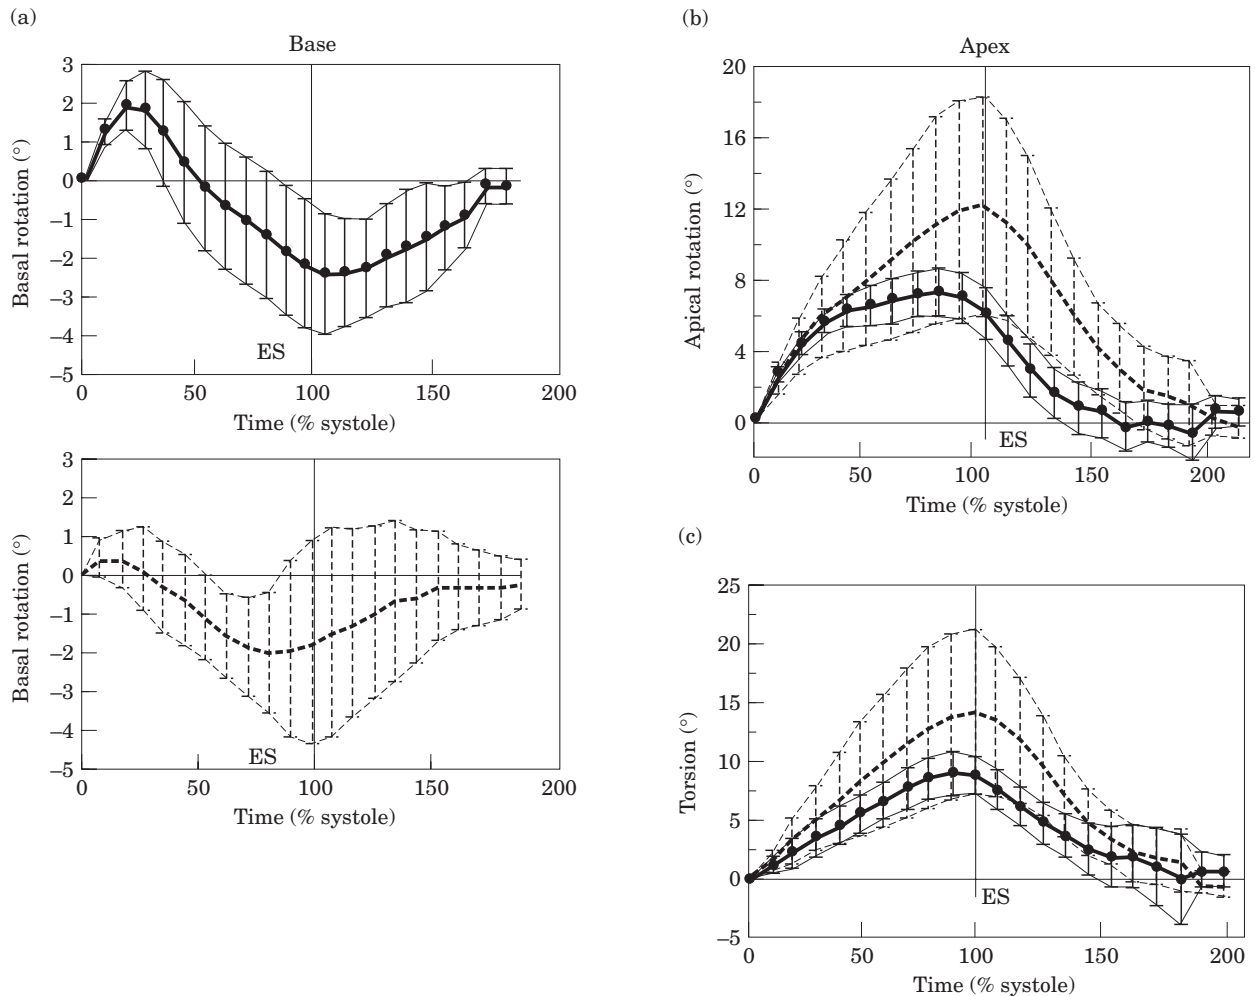 (a)
Base
3
2
1
0
–1
–2
–3
–4
–5
Basal rotation (°)
ES
0 50 100 150 200
Time (% systole)
3
2
1
0
–1
–2
–3
–4
–5
Basal rotation (°)
ES
0 50 100 150 200
Time (% systole)
(b)
Apex
20
16
12
8
4
0
Apical rotation (°)
ES
0 50 100 150 200
Time (% systole)
(c)
25
20
15
10
5
0
–5
Torsion (°)
ES
0 50 100 150 200
Time (% systole)